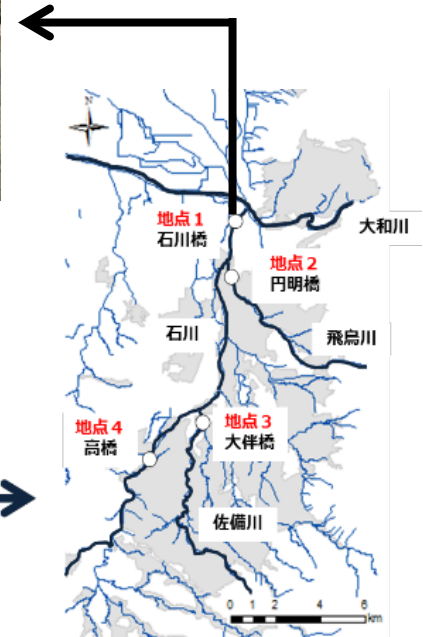 N
地点１
石川橋
大和川
地点２
円明橋
石川
飛鳥川
地点４
高橋
地点３
大伴橋
佐備川
0 1 2 4 6
km